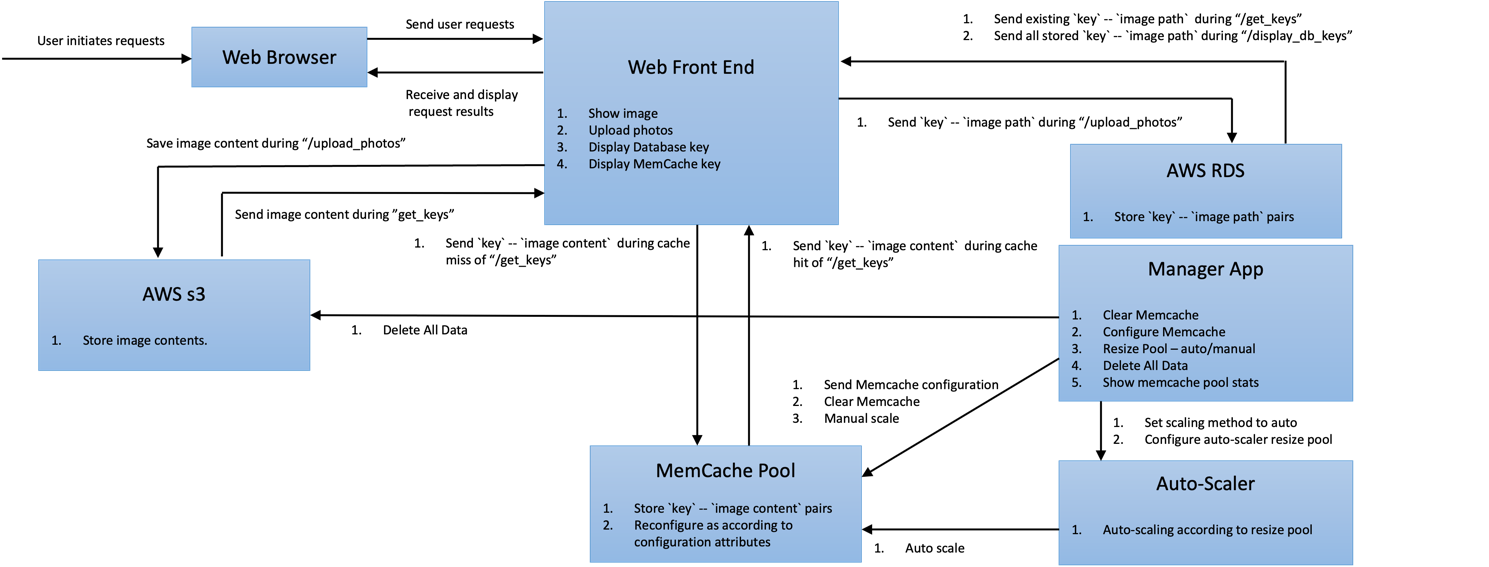 User initiates requests
Web Browser
Send user requests
Receive and display
request results
Web Front End
1. Show image
2. Upload photos
3. Display Database key
4. Display MemCache key
1. Send existing `key` -- `image path` during “/get_keys”
2. Send all stored `key` -- `image path` during “/display_db_keys”
1. Send `key` -- `image path` during “/upload_photos”
AWS RDS
1. Store `key` -- `image path` pairs
Save image content during “/upload_photos”
Send image content during ”get_keys”
AWS s3
1. Store image contents.
1. Send `key` -- `image content` during cache
miss of “/get_keys”
1. Send `key` -- `image content` during cache
hit of “/get_keys”
Manager App
1. Clear Memcache
2. Configure Memcache
3. Resize Pool – auto/manual
4. Delete All Data
5. Show memcache pool stats
1. Delete All Data
1. Send Memcache configuration
2. Clear Memcache
3. Manual scale
1. Set scaling method to auto
2. Configure auto-scaler resize pool
MemCache Pool
1. Store `key` -- `image content` pairs
2. Reconfigure as according to
configuration attributes
Auto-Scaler
1. Auto-scaling according to resize pool
1. Auto scale